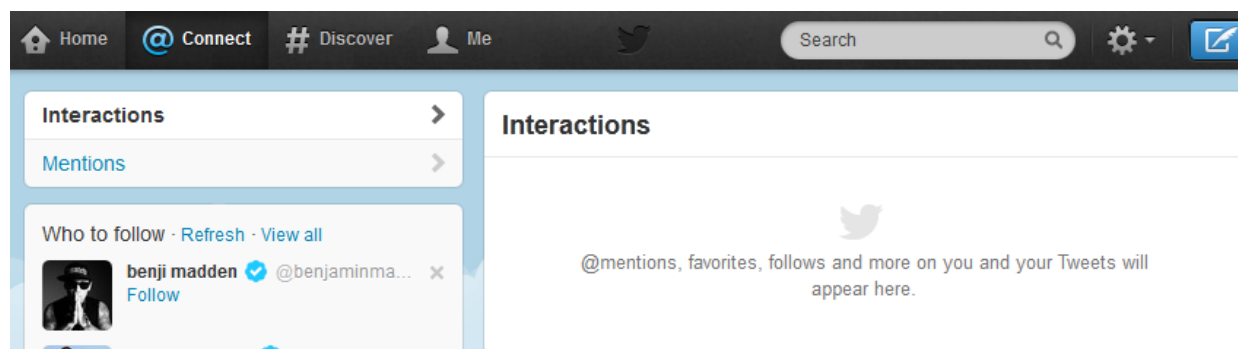 Home @ Connect # Discover Me Search
Interactions
Mentions
Who to follow · Refresh · View all
benji madden @benjaminma...
Follow
Interactions
@mentions, favorites, follows and more on you and your Tweets will
appear here.